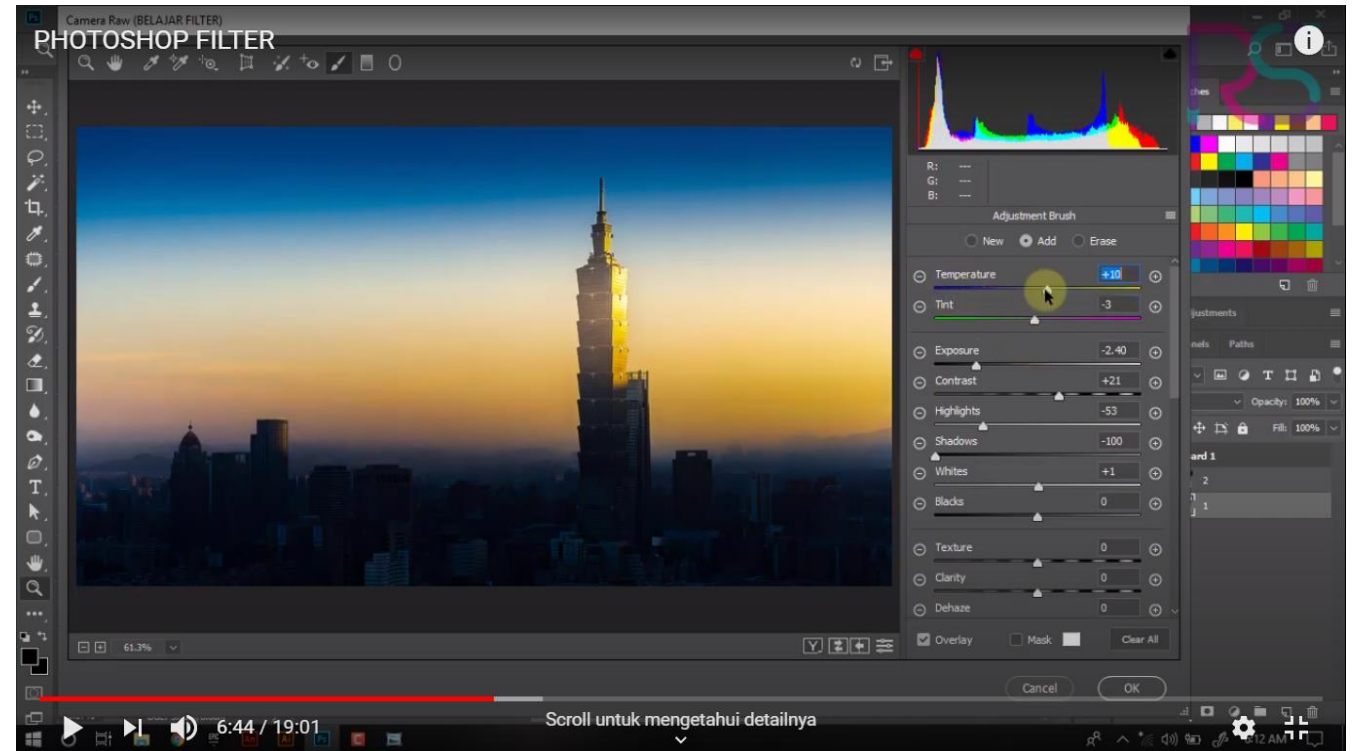 Camera Raw (BELAJAR FILTER)
PHOTOSHOP FILTER
R: ---
G: ---
B: ---
Adjustment Brush
New Add Erase
Temperature +10
Tint -3
Exposure -2.40
Contrast +21
Highlights -53
Shadows -100
Whites +1
Blacks 0
Texture 0
Clarity 0
Dehaze 0
Overlay Mask Clear All
61.3%
Cancel OK
Paths
Opacity: 100%
Fill: 100%
2
1
6:44 / 19:01
Scroll untuk mengetahui detailnya